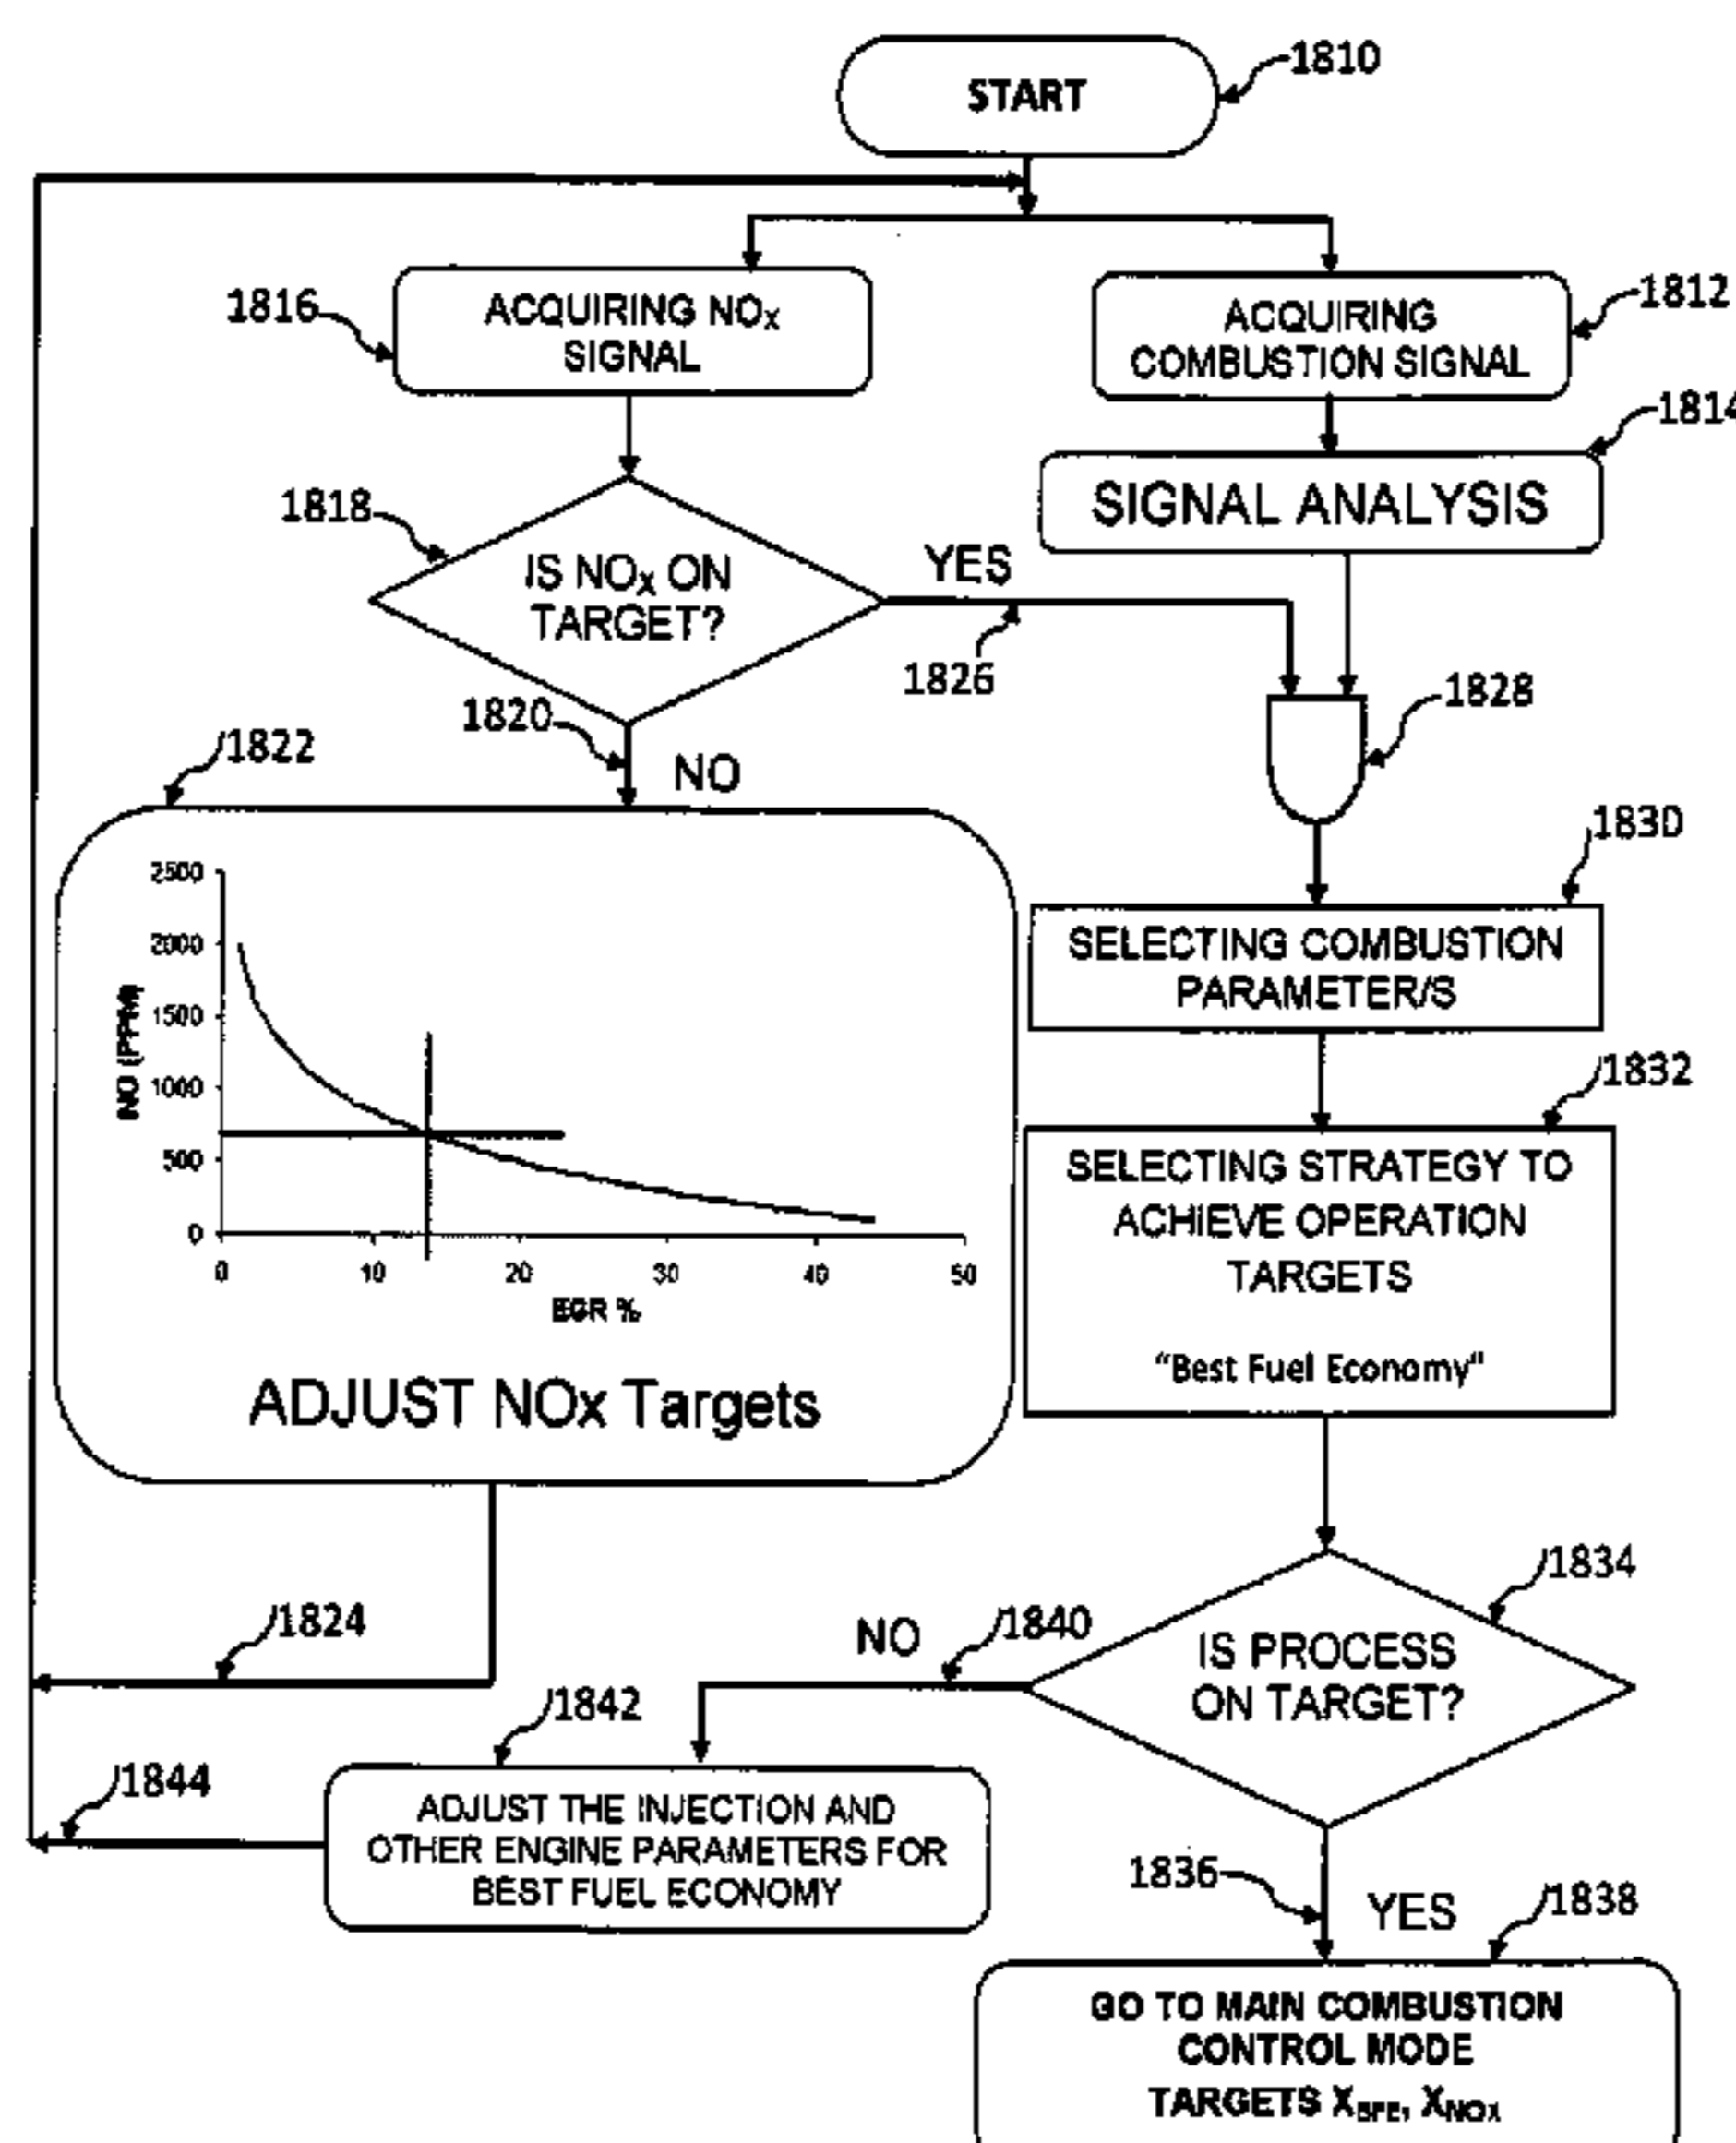 START
1810
ACQUIRING NOX
SIGNAL
1816
ACQUIRING
COMBUSTION SIGNAL
1812
1814
SIGNAL ANALYSIS
1818
IS NOX ON
TARGET?
YES
1826
1820
NO
1828
1822
2500
2000
1500
1000
500
0
NO (PPM)
0
10
20
30
40
50
EGR %
ADJUST NOx Targets
1830
SELECTING COMBUSTION
PARAMETER/S
1832
SELECTING STRATEGY TO
ACHIEVE OPERATION
TARGETS
"Best Fuel Economy"
1834
IS PROCESS
ON TARGET?
NO
1840
1824
1842
1844
ADJUST THE INJECTION AND
OTHER ENGINE PARAMETERS FOR
BEST FUEL ECONOMY
1836
YES
1838
GO TO MAIN COMBUSTION
CONTROL MODE
TARGETS XBFE, XNOX